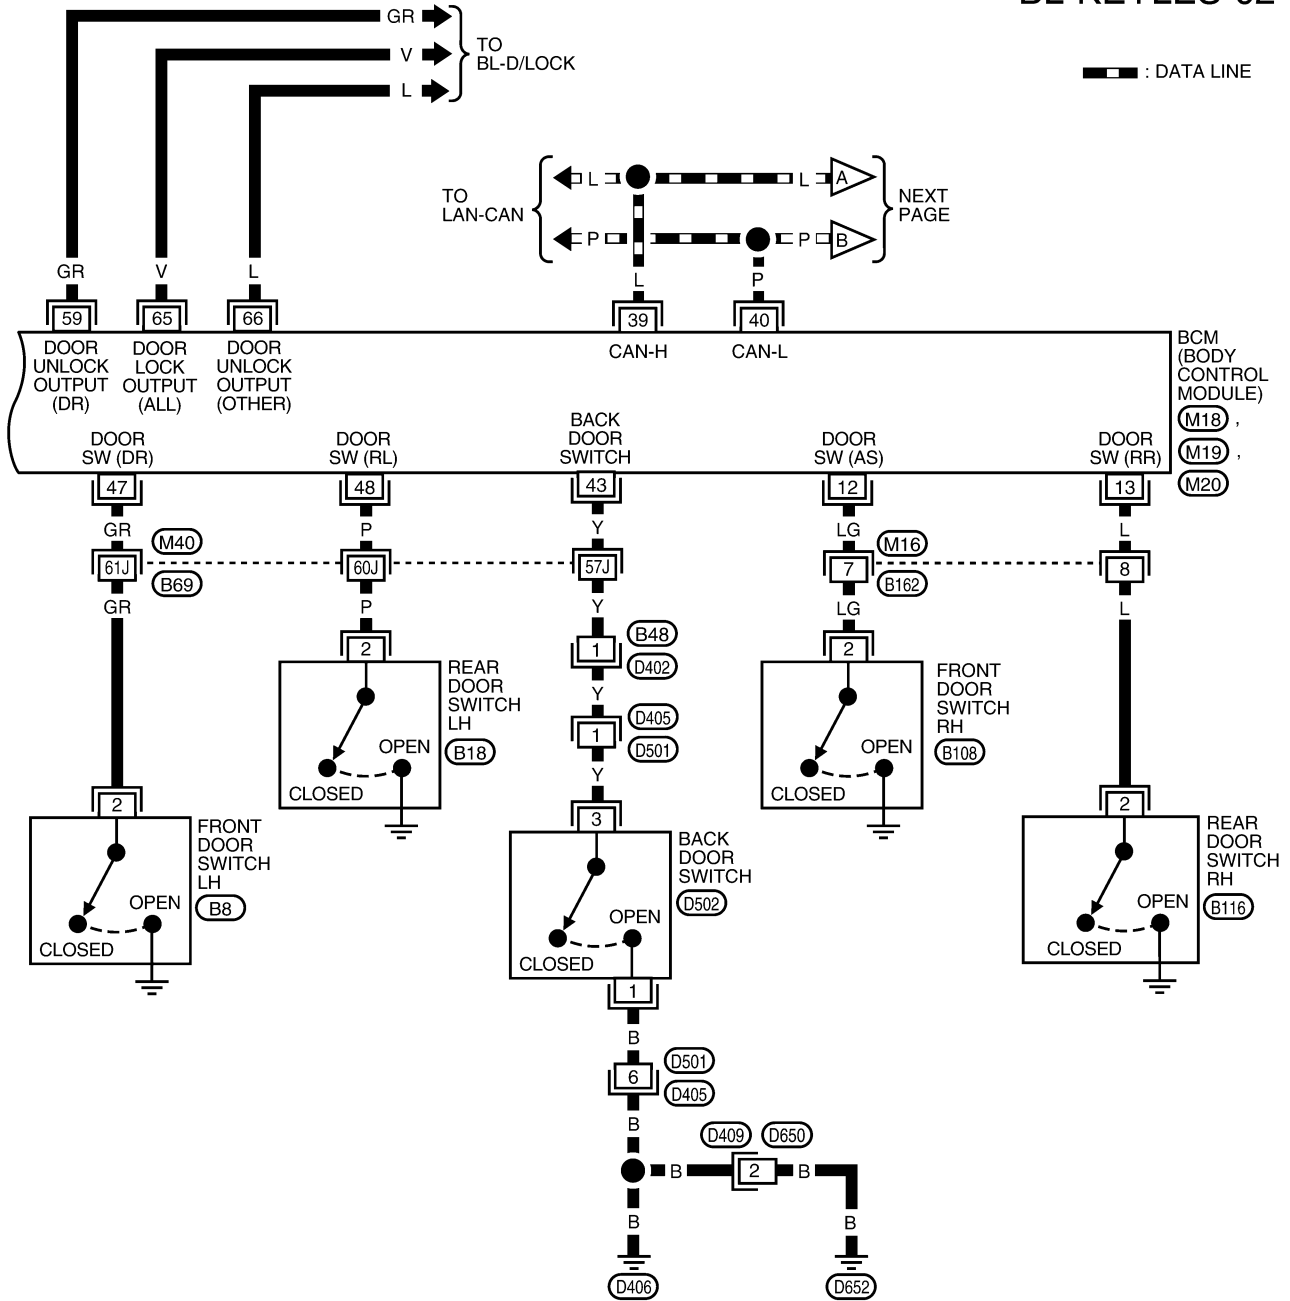 GR
V
L
TO
BL-D/LOCK
: DATA LINE
TO
LAN-CAN
L
L
A
P
P
B
NEXT
PAGE
GR
V
L
L
P
59
65
66
39
40
DOOR
UNLOCK
OUTPUT
(DR)
DOOR
LOCK
OUTPUT
(ALL)
DOOR
UNLOCK
OUTPUT
(OTHER)
CAN-H
CAN-L
BCM
(BODY
CONTROL
MODULE)
M18 ,
M19 ,
M20
DOOR
SW (DR)
DOOR
SW (RL)
BACK
DOOR
SWITCH
DOOR
SW (AS)
DOOR
SW (RR)
47
48
43
12
13
GR
P
Y
LG
L
61J
M40
B69
60J
57J
7
M16
B162
8
GR
P
Y
LG
L
2
REAR
DOOR
SWITCH
LH
B18
OPEN
CLOSED
1
B48
D402
Y
1
D405
D501
Y
2
FRONT
DOOR
SWITCH
RH
B108
OPEN
CLOSED
2
FRONT
DOOR
SWITCH
LH
B8
OPEN
CLOSED
3
BACK
DOOR
SWITCH
D502
OPEN
CLOSED
2
REAR
DOOR
SWITCH
RH
B116
OPEN
CLOSED
1
B
6
D501
D405
B
D409
D650
B
2
B
B
B
D406
D652